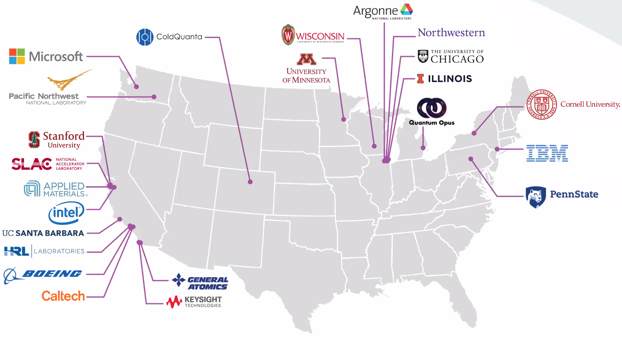 Argonne
NATIONAL LABORATORY
ColdQuanta
WISCONSIN
Northwestern
Microsoft
THE UNIVERSITY OF
CHICAGO
UNIVERSITY
OF MINNESOTA
ILLINOIS
Pacific Northwest
NATIONAL LABORATORY
Quantum Opus
Cornell University.
Stanford
University
IBM
SLAC
NATIONAL
ACCELERATOR
LABORATORY
APPLIED
MATERIALS
PennState
intel
UC SANTA BARBARA
HRL LABORATORIES
BOEING
GENERAL
ATOMICS
Caltech
KEYSIGHT
TECHNOLOGIES